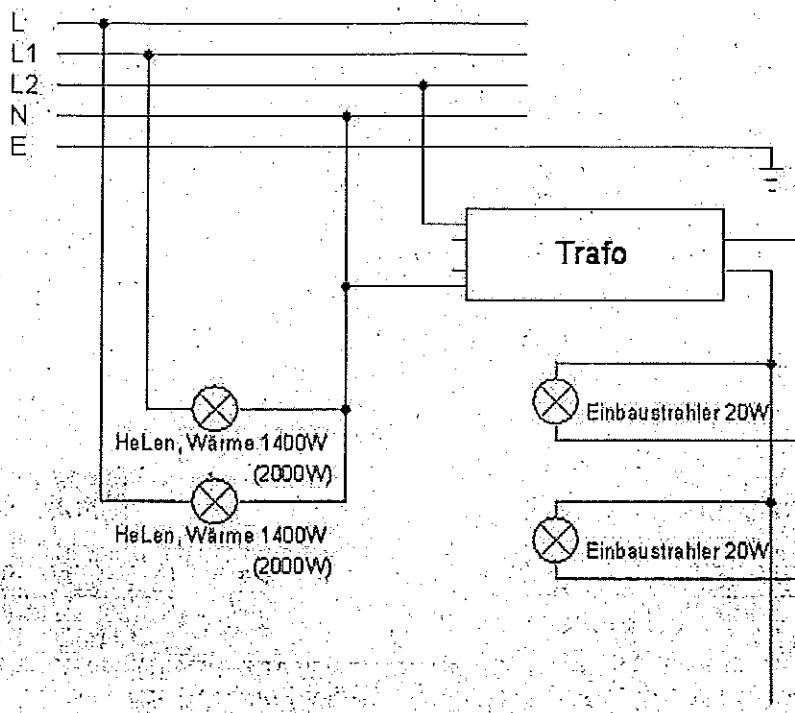 L
L1
L2
N
E
Trafo
HeLen, Wärme 1400W
(2000W)
HeLen, Wärme 1400W
(2000W)
Einbaustrahler 20W
Einbaustrahler 20W